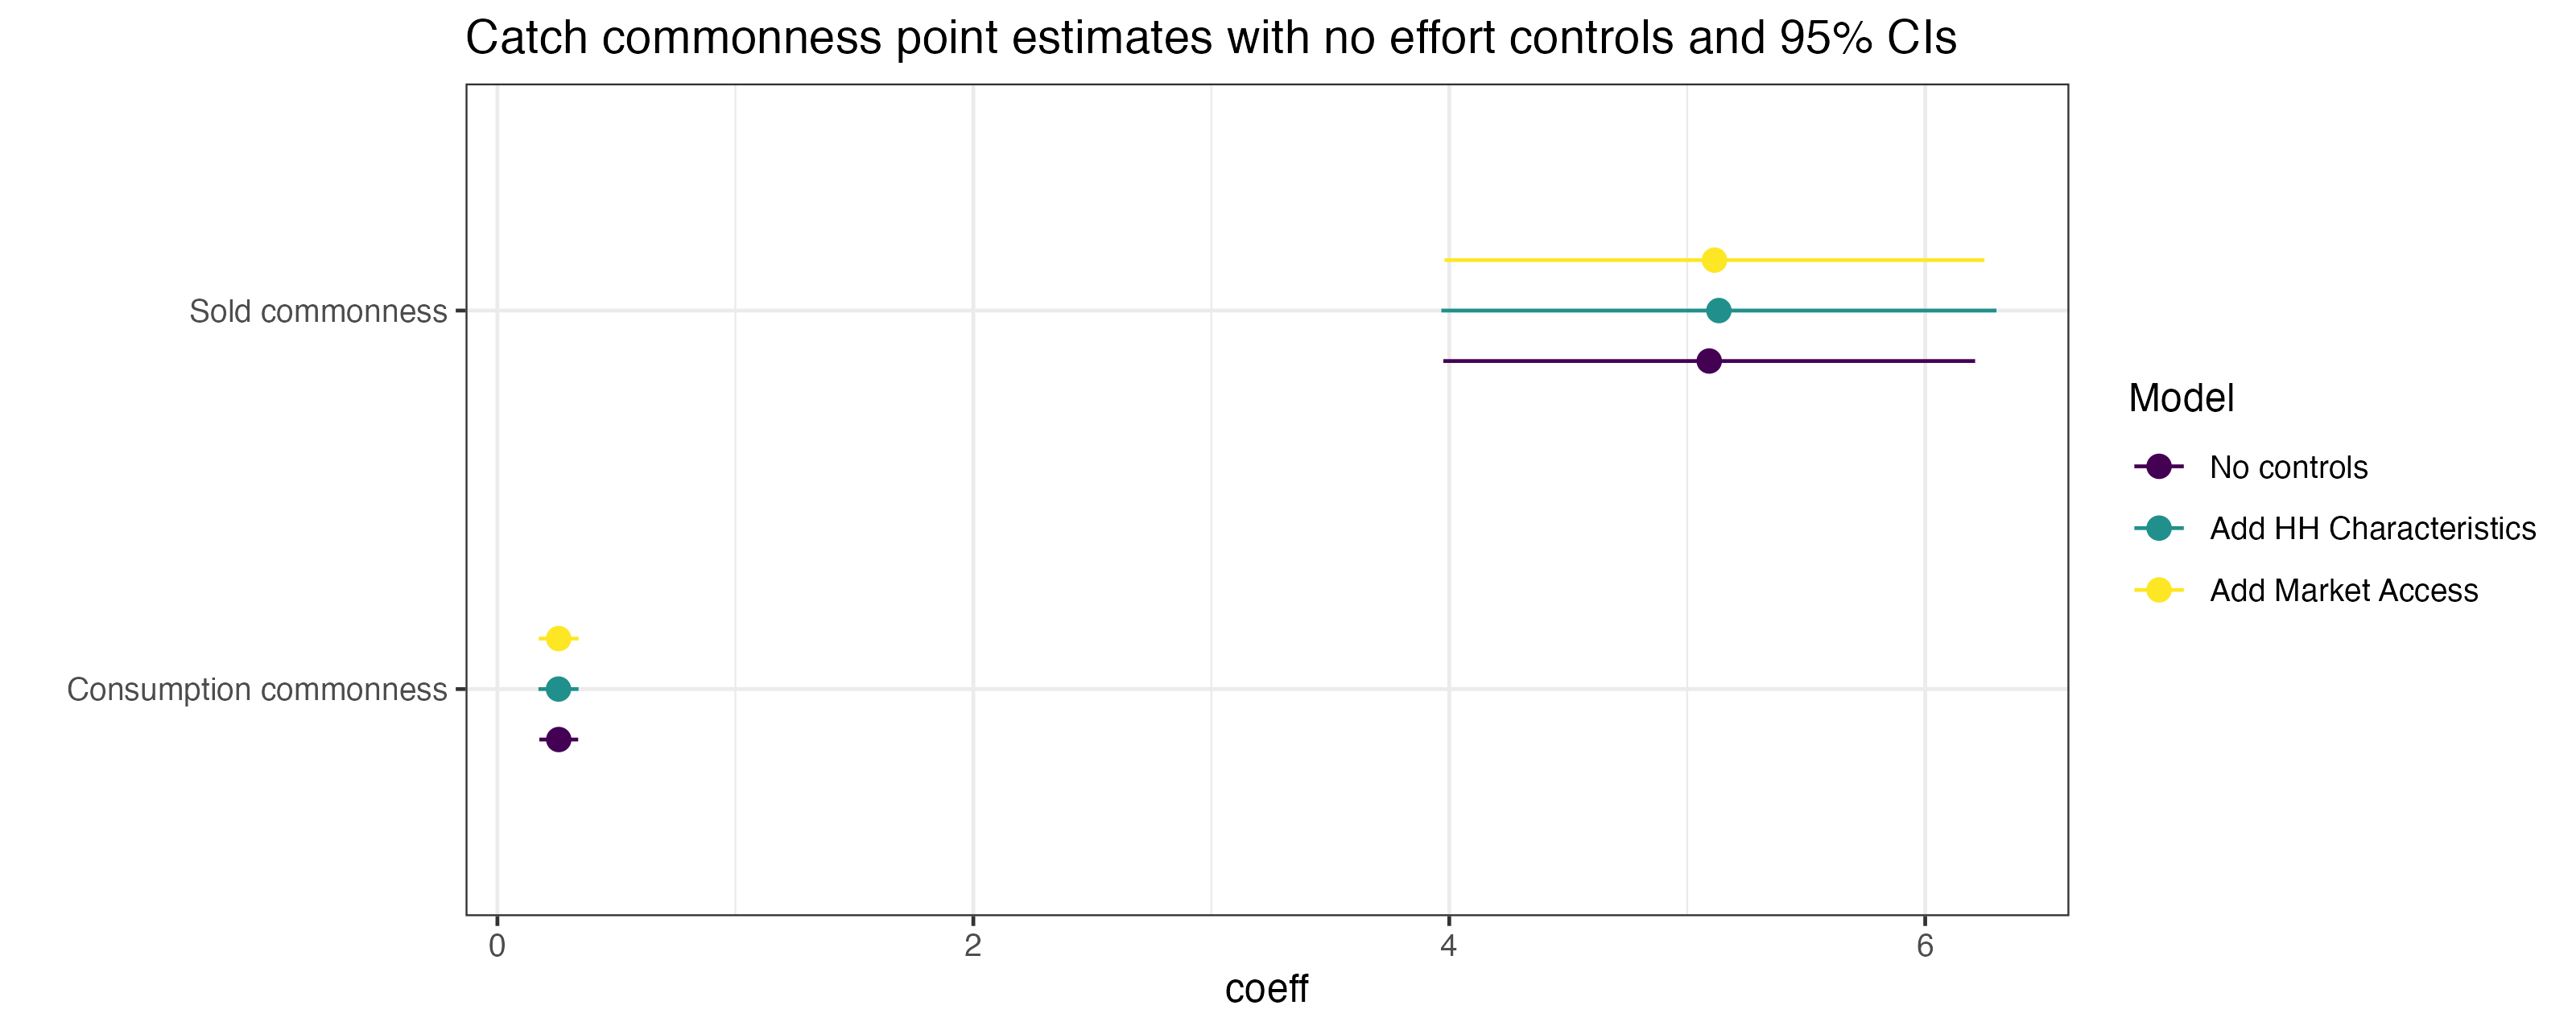 Catch commonness point estimates with no effort controls and 95% CIs
Sold commonness
Consumption commonness
0 2 4 6
coeff
Model
No controls
Add HH Characteristics
Add Market Access